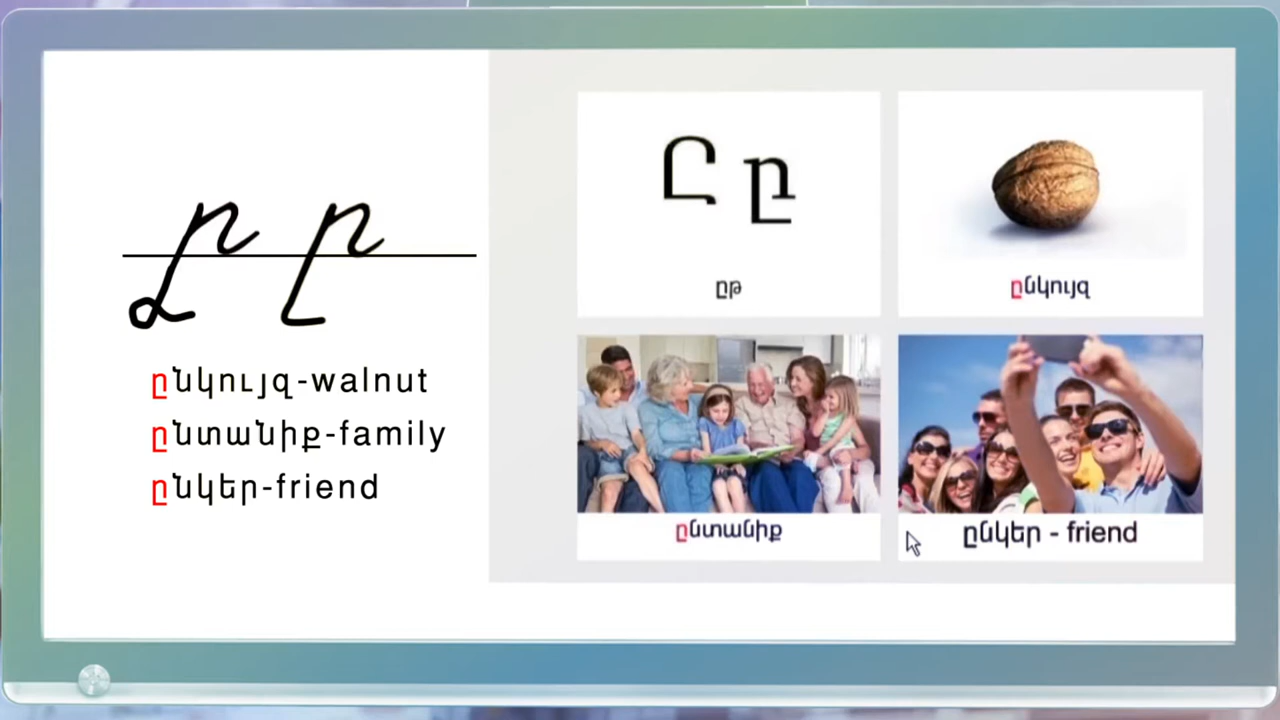 Ը ը
ընկույզ-walnut
ընտանիք-family
ընկեր-friend
Ը ը
ըթ
ընկույզ
ընտանիք
ընկեր - friend